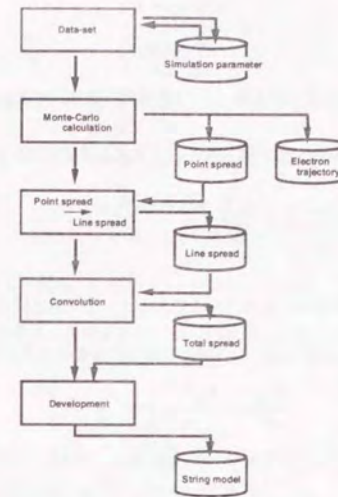 Data-set
Simulation parameter
Monte-Carlo
calculation
Point spread
Electron
trajectory
Point spread
Line spread
Line spread
Convolution
Total spread
Development
String model